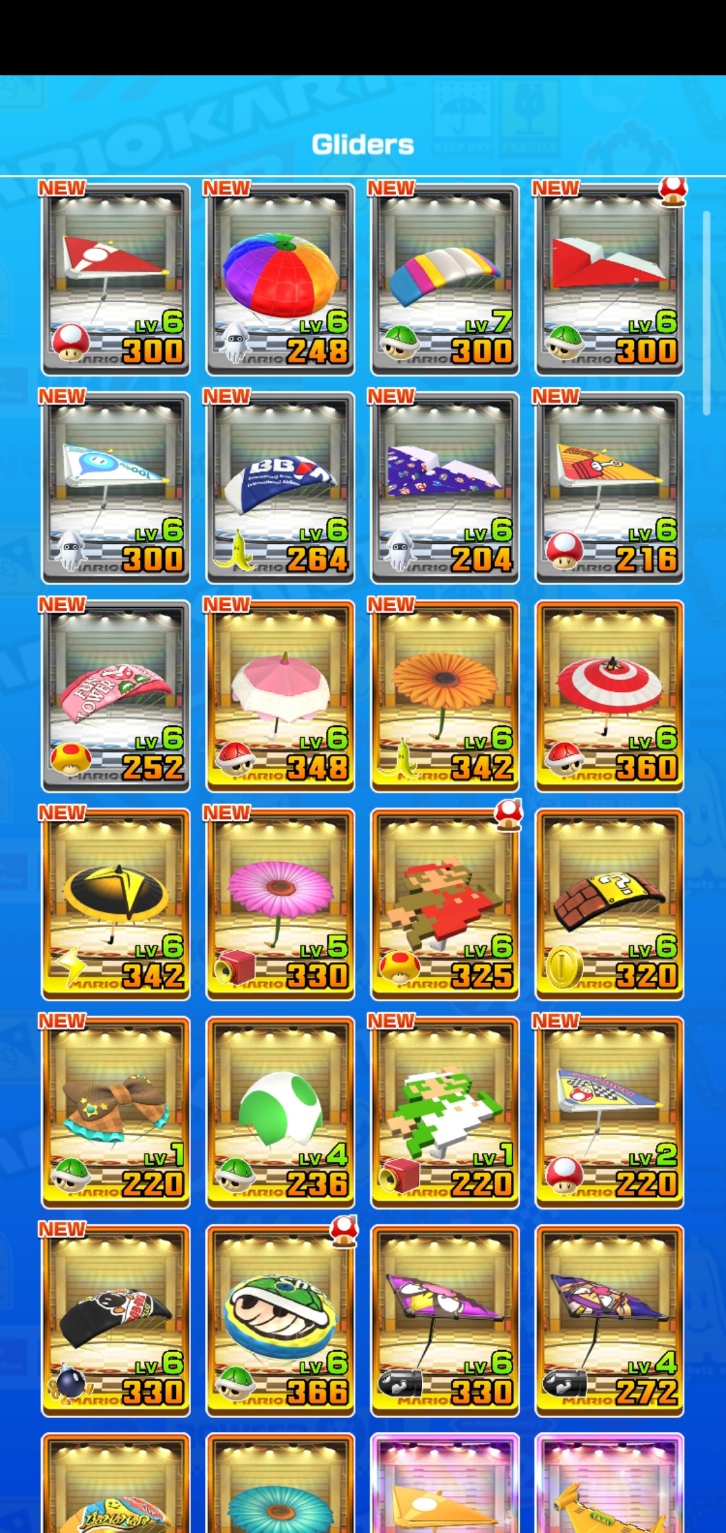 Gliders
NEW NEW NEW NEW
LV 6 LV 6 LV 7 LV 6
300 248 300 300
NEW NEW NEW NEW
BB
LV 6 LV 6 LV 6 LV 6
300 264 204 216
NEW NEW NEW
LV 6 LV 6 LV 6 LV 6
252 348 342 360
NEW NEW
?
LV 6 LV 5 LV 6 LV 6
342 330 325 320
NEW NEW NEW
LV 1 LV 4 LV 1 LV 2
220 236 220 220
NEW
LV 6 LV 6 LV 6 LV 4
330 366 330 272
TAXI